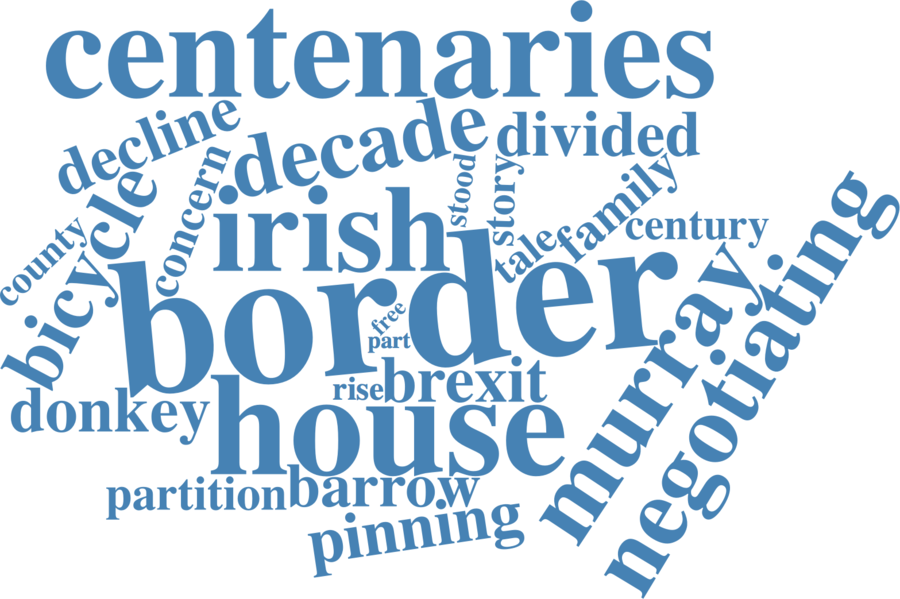 centenaries
decline
decade
divided
bicycle
concern
stood
story
family
county
irish
tale
century
border
free
part
murray
negotiating
rise
brexit
donkey
house
partition
barrow
pinning